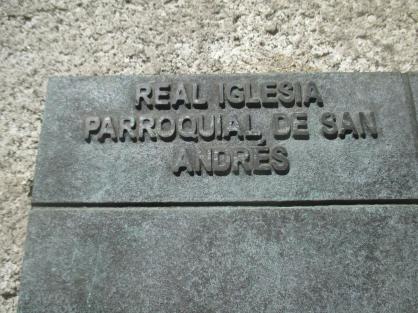 REAL IGLESIA
PARROQUIAL DE SAN
ANDRÉS